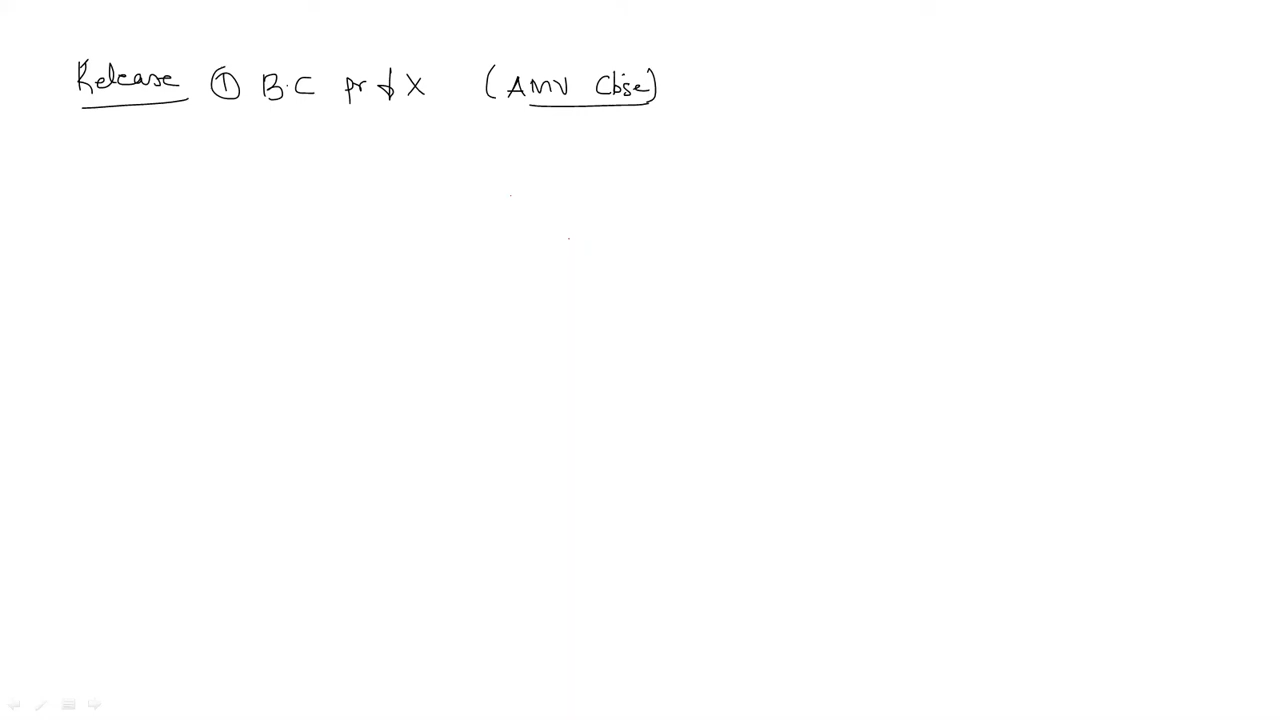 Release ① B.C pr ↓ X (AMV Close)